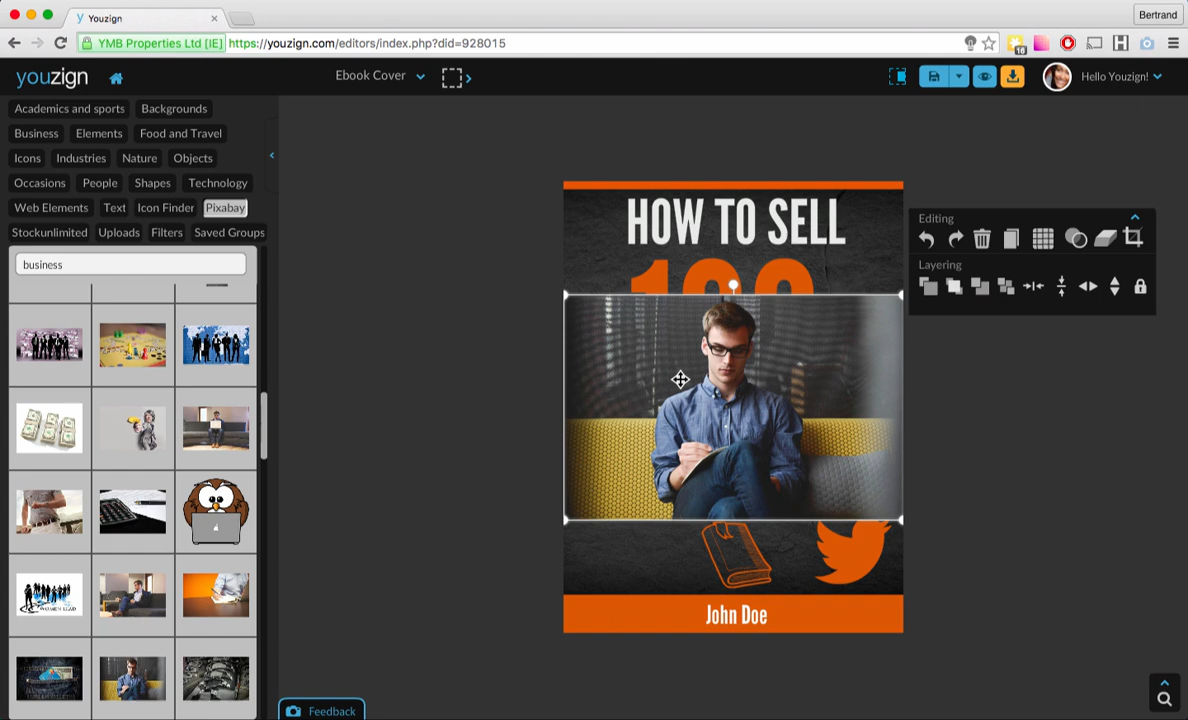 Youzign
Bertrand
YMB Properties Ltd [IE] https://youzign.com/editors/index.php?did=928015
16
youzign
Ebook Cover
Hello Youzign!
Academics and sports Backgrounds
Business Elements Food and Travel
Icons Industries Nature Objects
Occasions People Shapes Technology
Web Elements Text Icon Finder Pixabay
Stockunlimited Uploads Filters Saved Groups
business
HOW TO SELL
100
John Doe
Editing
Layering
Feedback